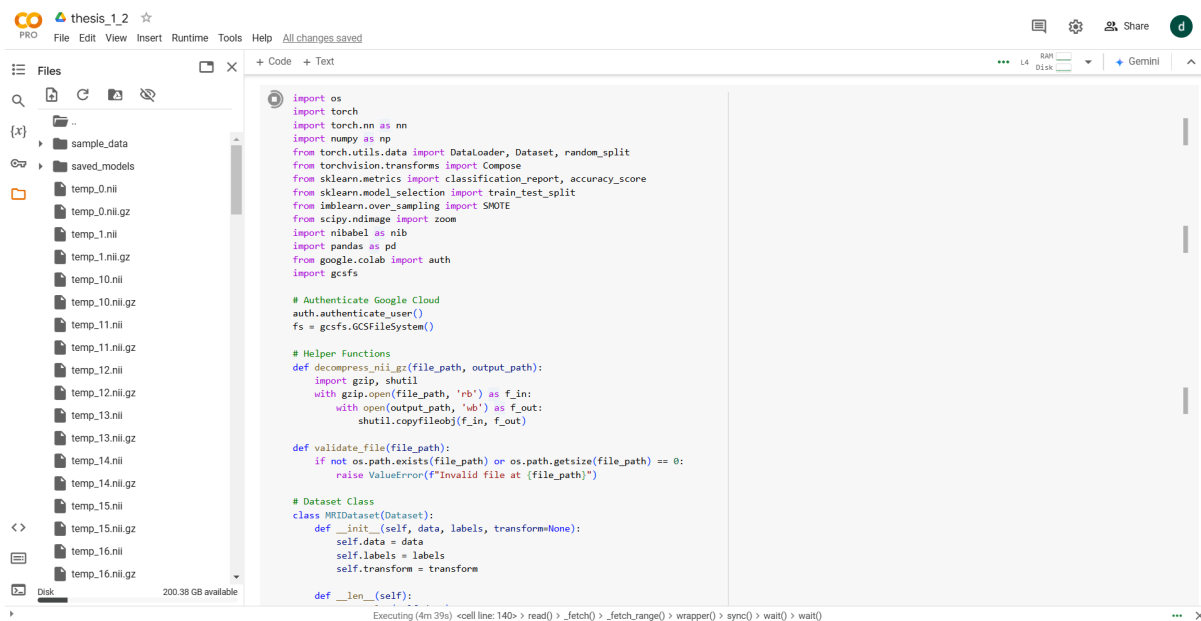 thesis_1_2
PRO
File Edit View Insert Runtime Tools Help All changes saved
Share
d
Files
+ Code + Text
L4
RAM
Disk
Gemini
{x}
..
sample_data
saved_models
temp_0.nii
temp_0.nii.gz
temp_1.nii
temp_1.nii.gz
temp_10.nii
temp_10.nii.gz
temp_11.nii
temp_11.nii.gz
temp_12.nii
temp_12.nii.gz
temp_13.nii
temp_13.nii.gz
temp_14.nii
temp_14.nii.gz
temp_15.nii
temp_15.nii.gz
temp_16.nii
temp_16.nii.gz
Disk 200.38 GB available
import os
import torch
import torch.nn as nn
import numpy as np
from torch.utils.data import DataLoader, Dataset, random_split
from torchvision.transforms import Compose
from sklearn.metrics import classification_report, accuracy_score
from sklearn.model_selection import train_test_split
from imblearn.over_sampling import SMOTE
from scipy.ndimage import zoom
import nibabel as nib
import pandas as pd
from google.colab import auth
import gcsfs
# Authenticate Google Cloud
auth.authenticate_user()
fs = gcsfs.GCSFileSystem()
# Helper Functions
def decompress_nii_gz(file_path, output_path):
    import gzip, shutil
    with gzip.open(file_path, 'rb') as f_in:
        with open(output_path, 'wb') as f_out:
            shutil.copyfileobj(f_in, f_out)
def validate_file(file_path):
    if not os.path.exists(file_path) or os.path.getsize(file_path) == 0:
        raise ValueError(f"Invalid file at {file_path}")
# Dataset Class
class MRIDataset(Dataset):
    def __init__(self, data, labels, transform=None):
        self.data = data
        self.labels = labels
        self.transform = transform
    def __len__(self):
Executing (4m 39s) <cell line: 140> > read() > _fetch() > _fetch_range() > wrapper() > sync() > wait() > wait()